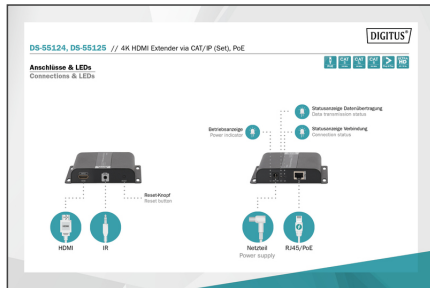 DIGITUS®
DS-55124, DS-55125 // 4K HDMI Extender via CAT/IP (Set), PoE
Anschlüsse & LEDs
Connections & LEDs
Statusanzeige Datenübertragung
Data transmission status
Betriebsanzeige
Power indicator
Statusanzeige Verbindung
Connection status
Reset-Knopf
Reset button
HDMI
IR
Netzteil
Power supply
RJ45/PoE